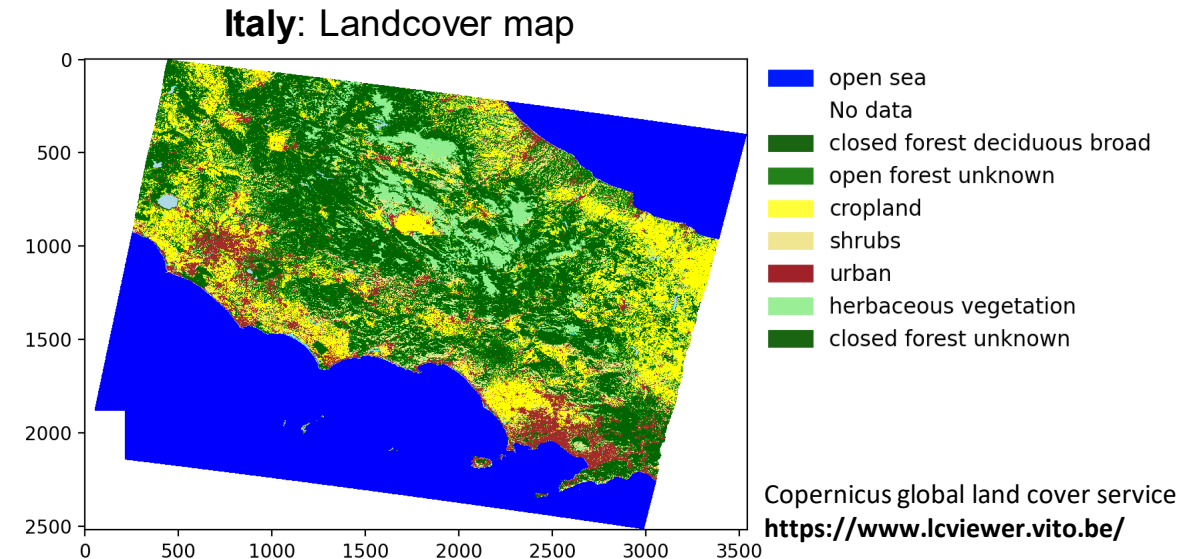 Italy: Landcover map
0
500
1000
1500
2000
2500
0 500 1000 1500 2000 2500 3000 3500
open sea
No data
closed forest deciduous broad
open forest unknown
cropland
shrubs
urban
herbaceous vegetation
closed forest unknown
Copernicus global land cover service
https://www.lcviewer.vito.be/